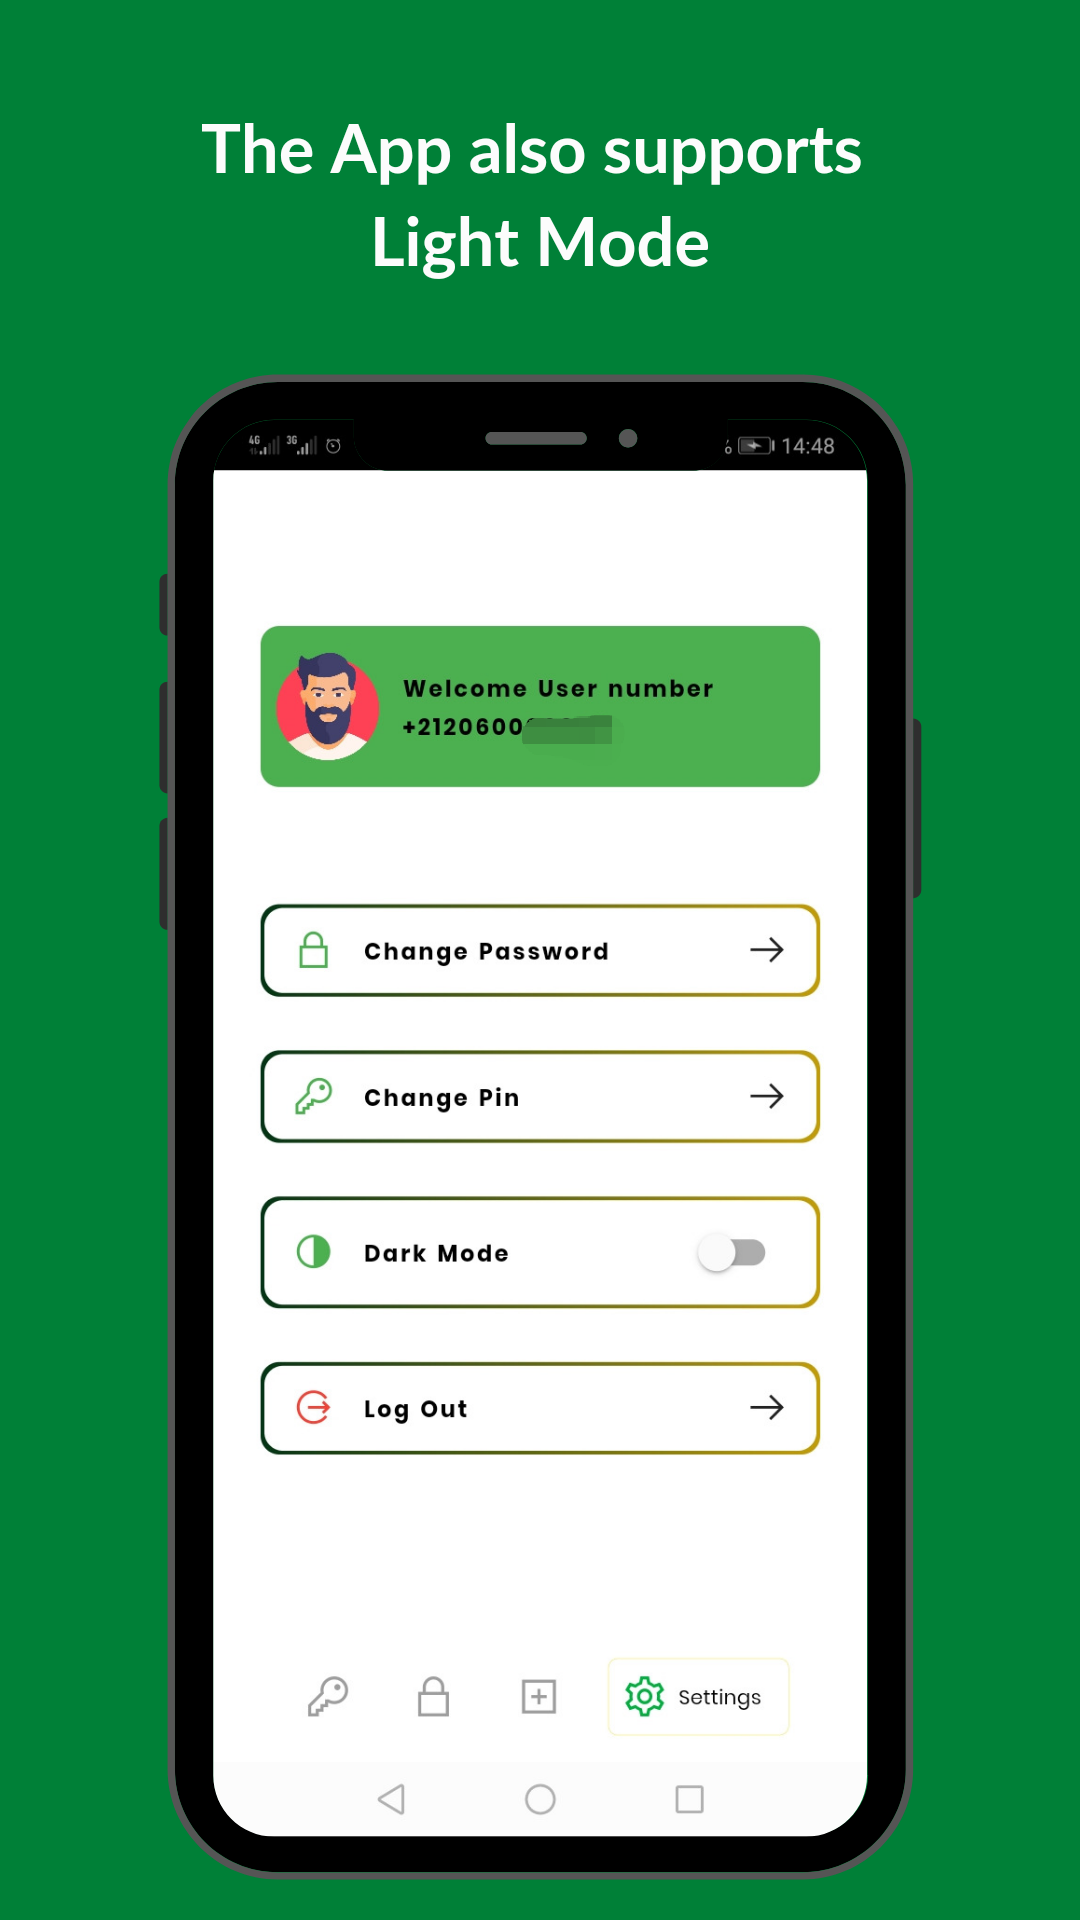 The App also supports
Light Mode
4G 3G 14:48
Welcome User number
+2120600
Change Password
Change Pin
Dark Mode
Log Out
Settings